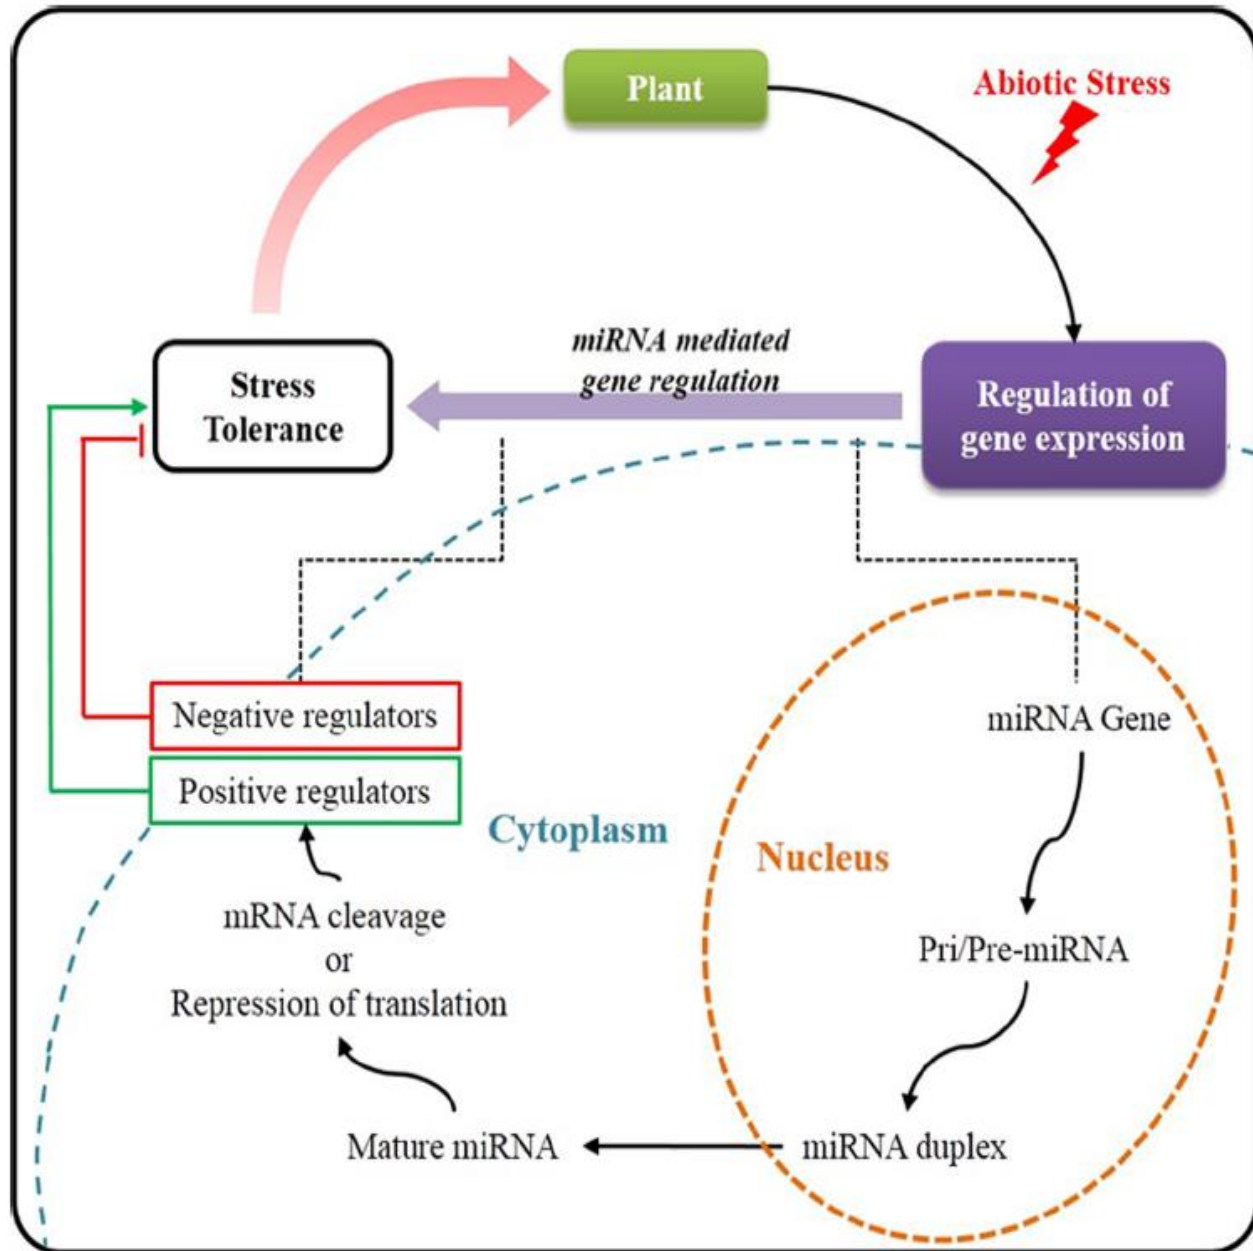 Plant
Abiotic Stress
miRNA mediated
gene regulation
Stress
Tolerance
Regulation of
gene expression
Negative regulators
Positive regulators
miRNA Gene
Cytoplasm
Nucleus
mRNA cleavage
or
Repression of translation
Pri/Pre-miRNA
Mature miRNA
miRNA duplex